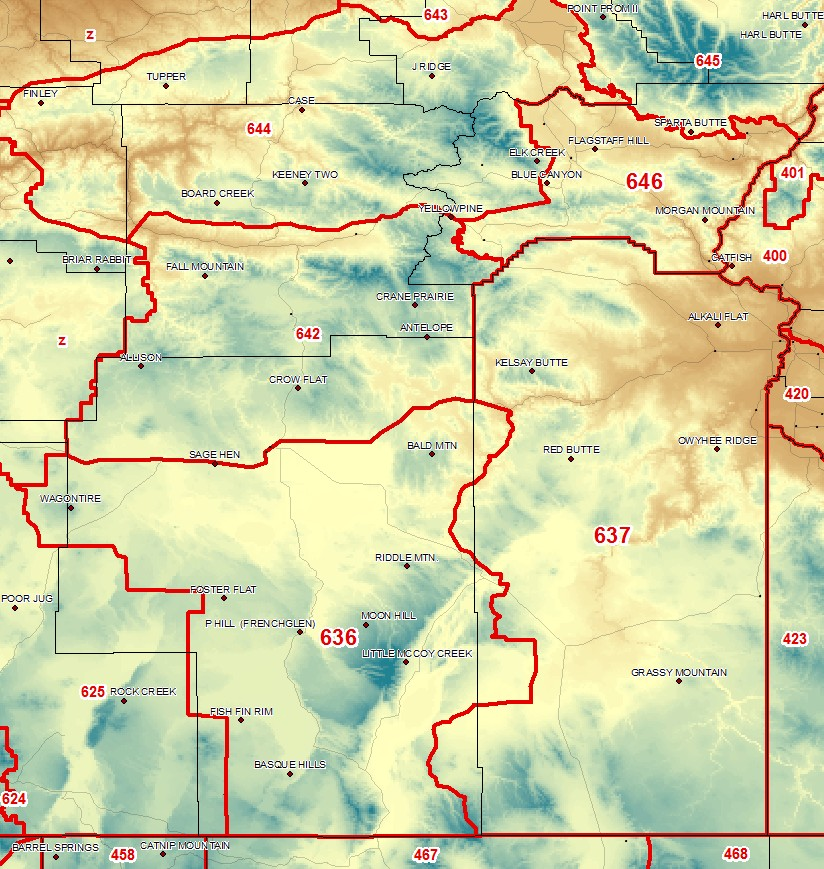 POINT PROM II
643
HARL BUTTE
Z
HARL BUTTE
645
J RIDGE
TUPPER
FINLEY
CASE
SPARTA BUTTE
644
FLAGSTAFF HILL
ELK CREEK
401
KEENEY TWO
BLUE CANYON
646
BOARD CREEK
YELLOWPINE
MORGAN MOUNTAIN
BRIAR RABBIT
FALL MOUNTAIN
CATFISH
400
CRANE PRAIRIE
ALKALI FLAT
ANTELOPE
642
Z
ALLISON
KELSAY BUTTE
CROW FLAT
420
BALD MTN
RED BUTTE
OWYHEE RIDGE
SAGE HEN
WAGONTIRE
637
RIDDLE MTN.
FOSTER FLAT
POOR JUG
MOON HILL
P HILL (FRENCHGLEN)
636
423
LITTLE MCCOY CREEK
GRASSY MOUNTAIN
625
ROCK CREEK
FISH FIN RIM
BASQUE HILLS
624
BARREL SPRINGS
CATNIP MOUNTAIN
458
467
468